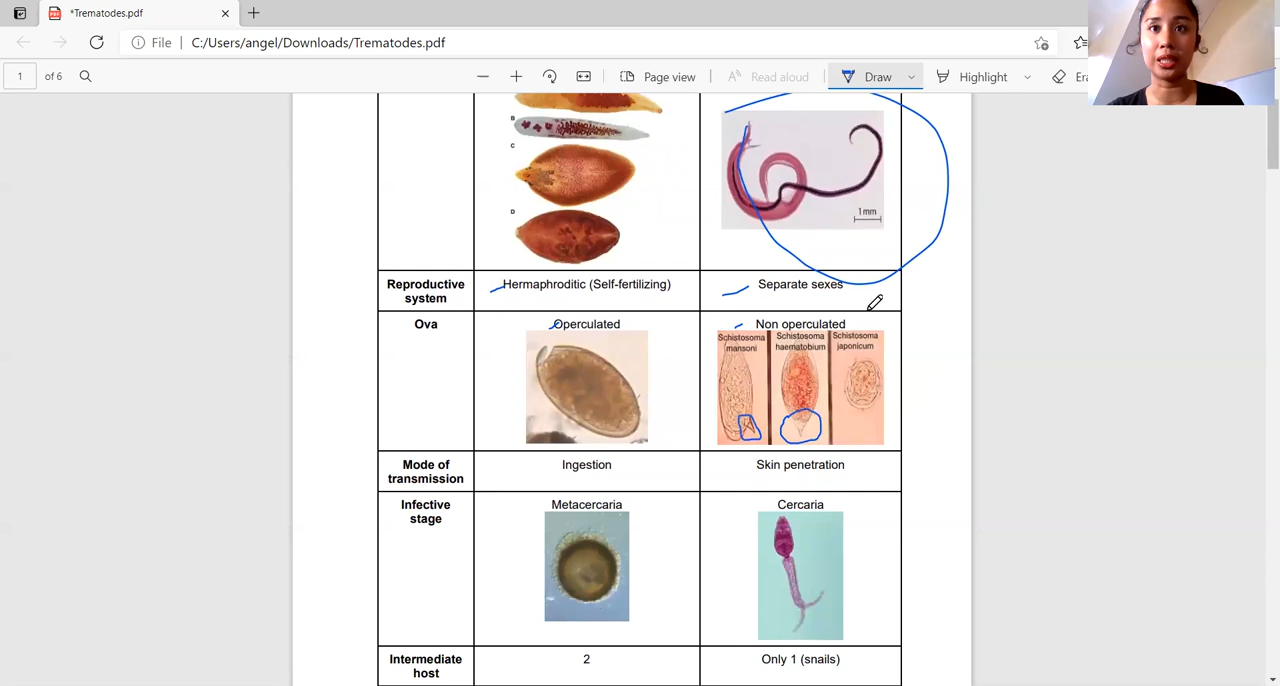 *Trematodes.pdf
File
C:/Users/angel/Downloads/Trematodes.pdf
1
of 6
Page view
Read aloud
Draw
Highlight
Era
B
C
D
1mm
Reproductive
system
Hermaphroditic (Self-fertilizing)
Separate sexes
Ova
Operculated
Non operculated
Schistosoma
mansoni
Schistosoma
haematobium
Schistosoma
japonicum
Mode of
transmission
Ingestion
Skin penetration
Infective
stage
Metacercaria
Cercaria
Intermediate
host
2
Only 1 (snails)